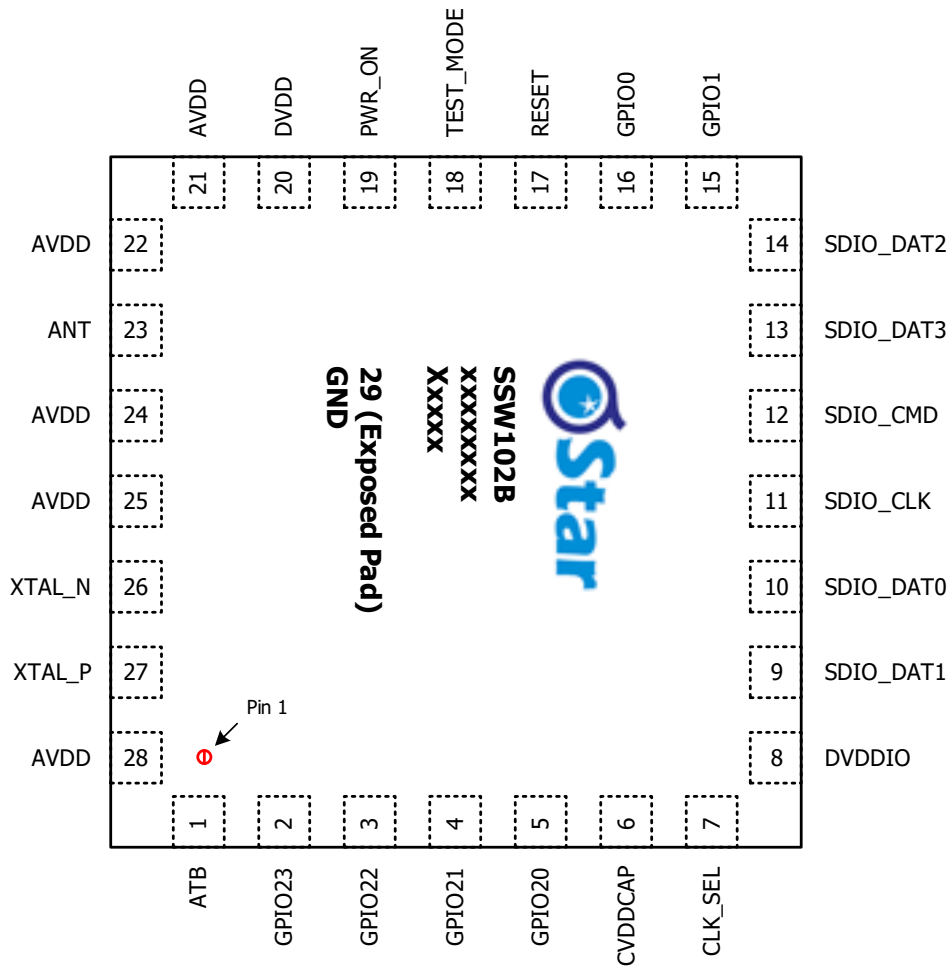 AVDD
DVDD
PWR_ON
TEST_MODE
RESET
GPIO0
GPIO1
21
20
19
18
17
16
15
AVDD 22
ANT 23
AVDD 24
AVDD 25
XTAL_N 26
XTAL_P 27
AVDD 28
14 SDIO_DAT2
13 SDIO_DAT3
12 SDIO_CMD
11 SDIO_CLK
10 SDIO_DAT0
9 SDIO_DAT1
8 DVDDIO
Star
SSW102B
xxxxxxxx
Xxxxx
29 (Exposed Pad)
GND
Pin 1
1
2
3
4
5
6
7
ATB
GPIO23
GPIO22
GPIO21
GPIO20
CVDDCAP
CLK_SEL